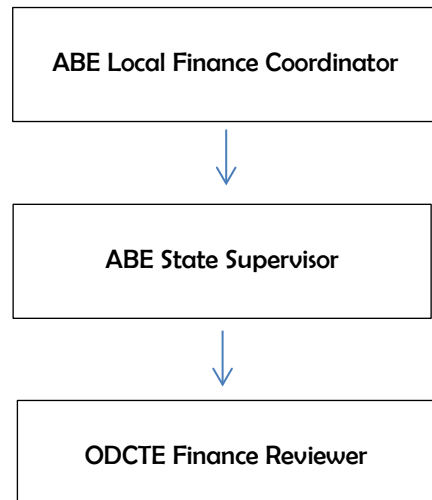 ABE Local Finance Coordinator
ABE State Supervisor
ODCTE Finance Reviewer